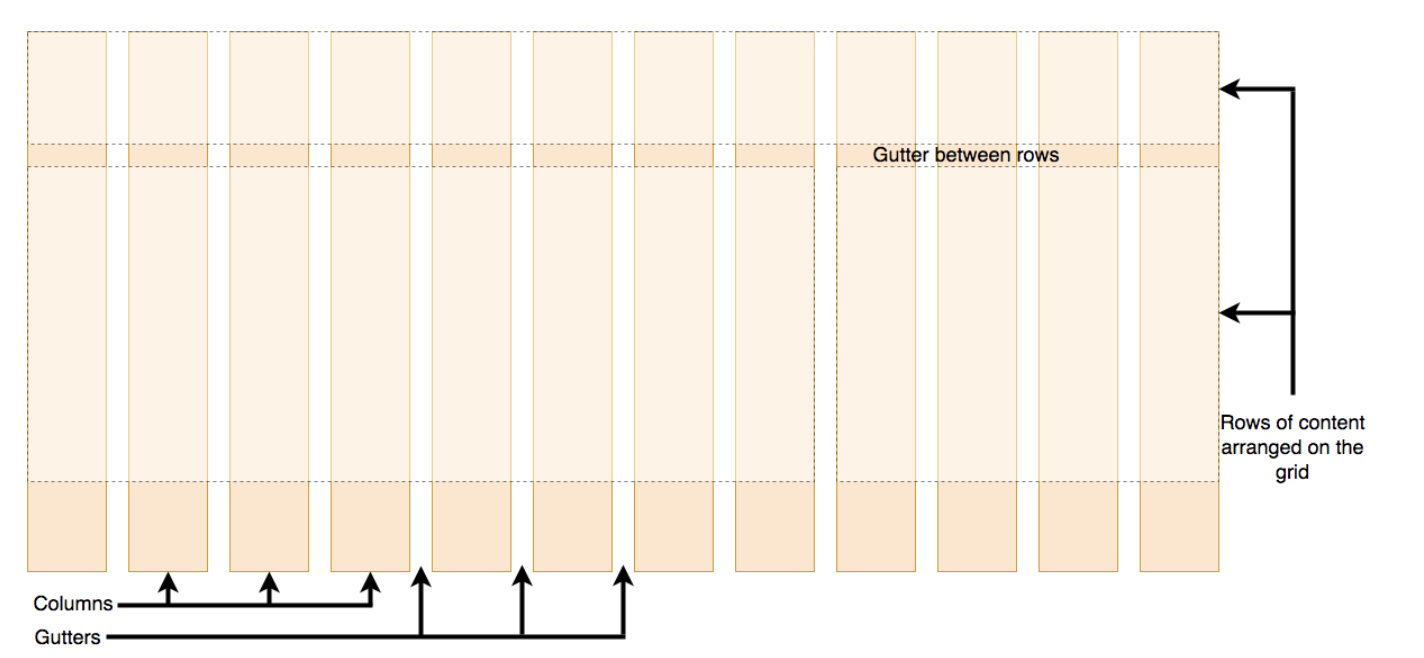 Gutter between rows
Rows of content
arranged on the
grid
Columns
Gutters